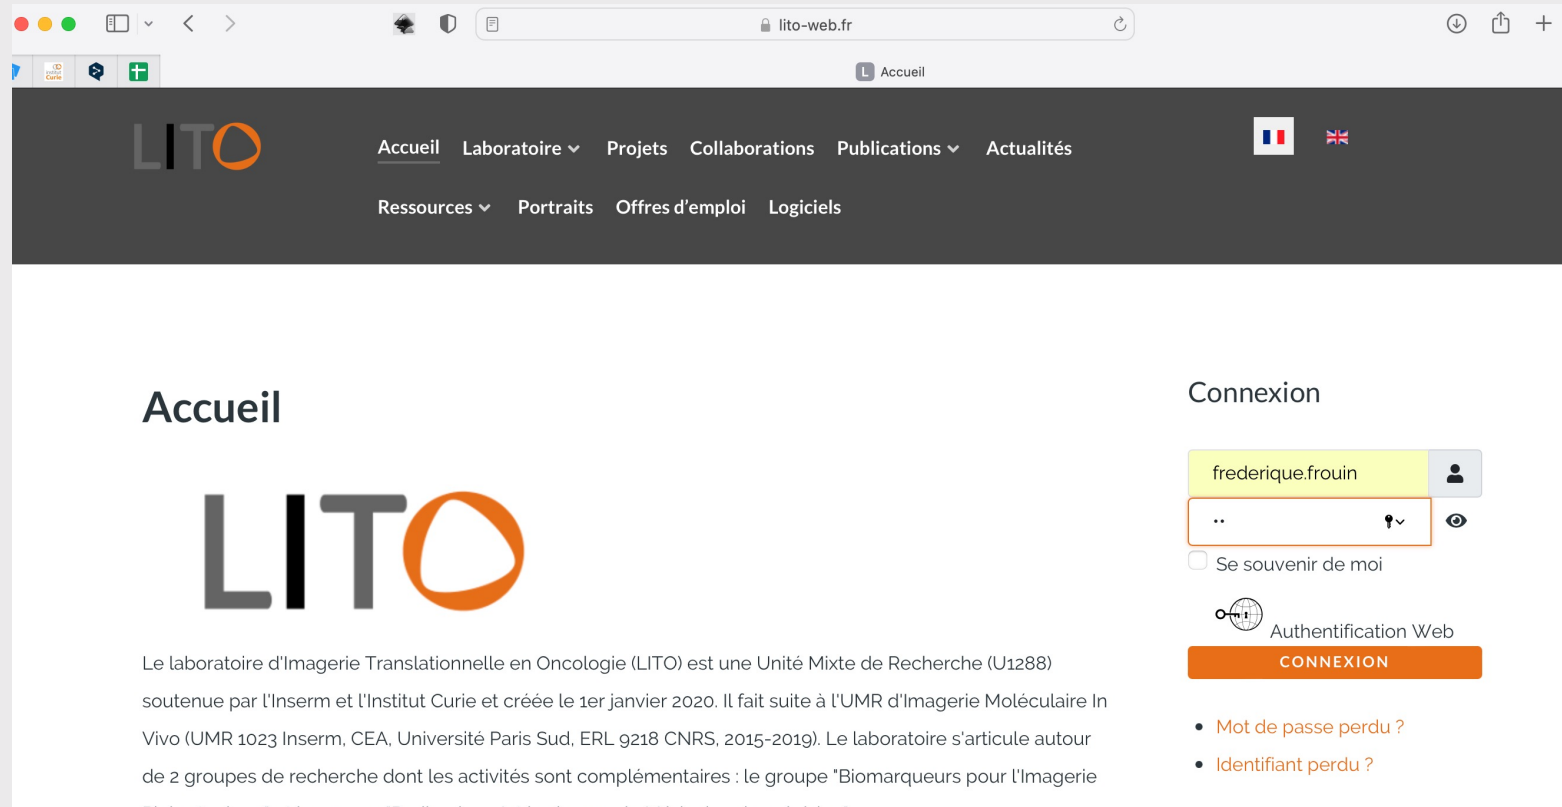 lito-web.fr
institut
Curie
L Accueil
LITO
Accueil Laboratoire Projets Collaborations Publications Actualités
Ressources Portraits Offres d'emploi Logiciels
Accueil
Connexion
LITO
frederique.frouin
••
Se souvenir de moi
Authentification Web
CONNEXION
Le laboratoire d'Imagerie Translationnelle en Oncologie (LITO) est une Unité Mixte de Recherche (U1288)
soutenue par l'Inserm et l'Institut Curie et créée le 1er janvier 2020. Il fait suite à l'UMR d'Imagerie Moléculaire In
Vivo (UMR 1023 Inserm, CEA, Université Paris Sud, ERL 9218 CNRS, 2015-2019). Le laboratoire s'articule autour
de 2 groupes de recherche dont les activités sont complémentaires : le groupe "Biomarqueurs pour l'Imagerie
Mot de passe perdu ?
Identifiant perdu ?